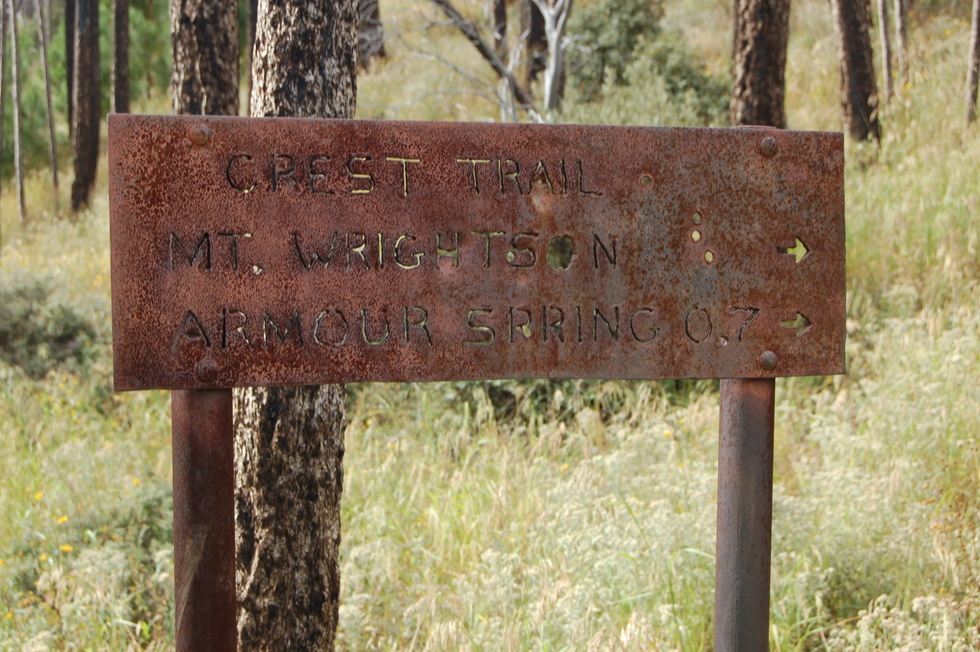 CREST TRAIL
MT. WRIGHTSON →
ARMOUR SPRING 0.7 →